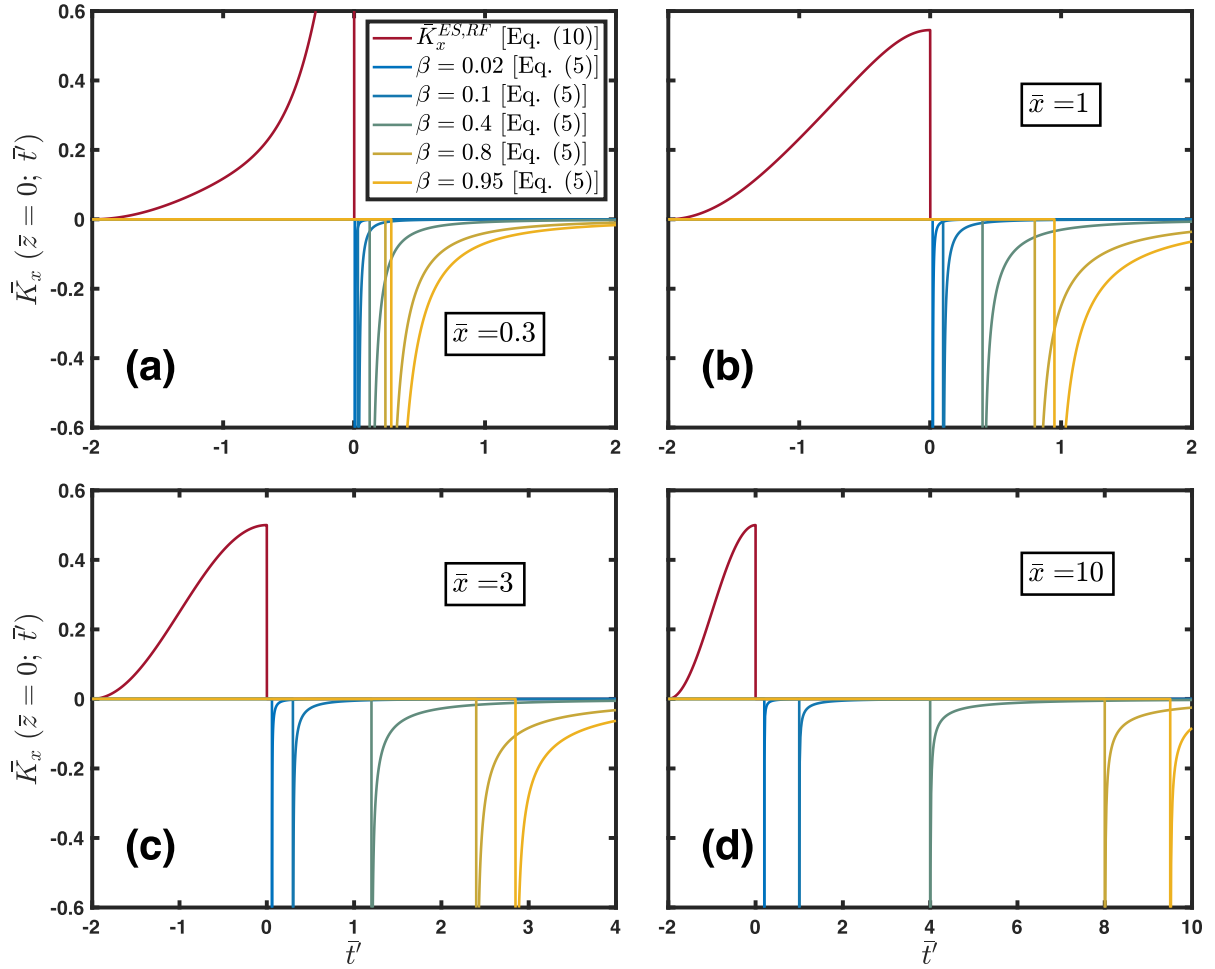 0.6
0.4
0.2
0
-0.2
-0.4
-0.6
-2
-1
0
1
2
K̄ₓ (z̄ = 0; t̄′)
K̄ₓ^{ES,RF} [Eq. (10)]
β = 0.02 [Eq. (5)]
β = 0.1 [Eq. (5)]
β = 0.4 [Eq. (5)]
β = 0.8 [Eq. (5)]
β = 0.95 [Eq. (5)]
x̄ =0.3
(a)
-2
-1
0
1
2
x̄ =1
(b)
0.6
0.4
0.2
0
-0.2
-0.4
-0.6
-2
-1
0
1
2
3
4
K̄ₓ (z̄ = 0; t̄′)
t̄′
x̄ =3
(c)
-2
0
2
4
6
8
10
t̄′
x̄ =10
(d)